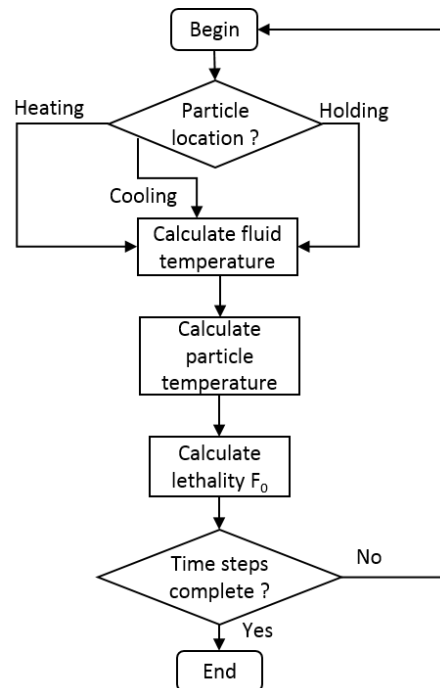 Begin
Heating
Particle
location ?
Holding
Cooling
Calculate fluid
temperature
Calculate
particle
temperature
Calculate
lethality F₀
Time steps
complete ?
No
Yes
End